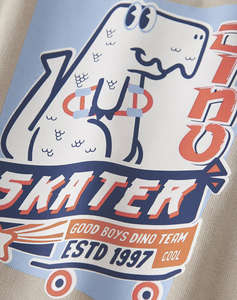 DINO
SKATER
GOOD BOYS DINO TEAM
ESTD 1997
COOL